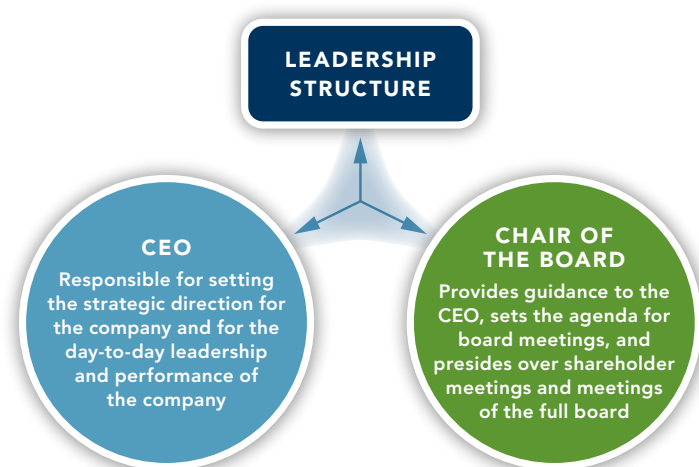 LEADERSHIP
STRUCTURE
CEO
Responsible for setting
the strategic direction for
the company and for the
day-to-day leadership
and performance of
the company
CHAIR OF
THE BOARD
Provides guidance to the
CEO, sets the agenda for
board meetings, and
presides over shareholder
meetings and meetings
of the full board